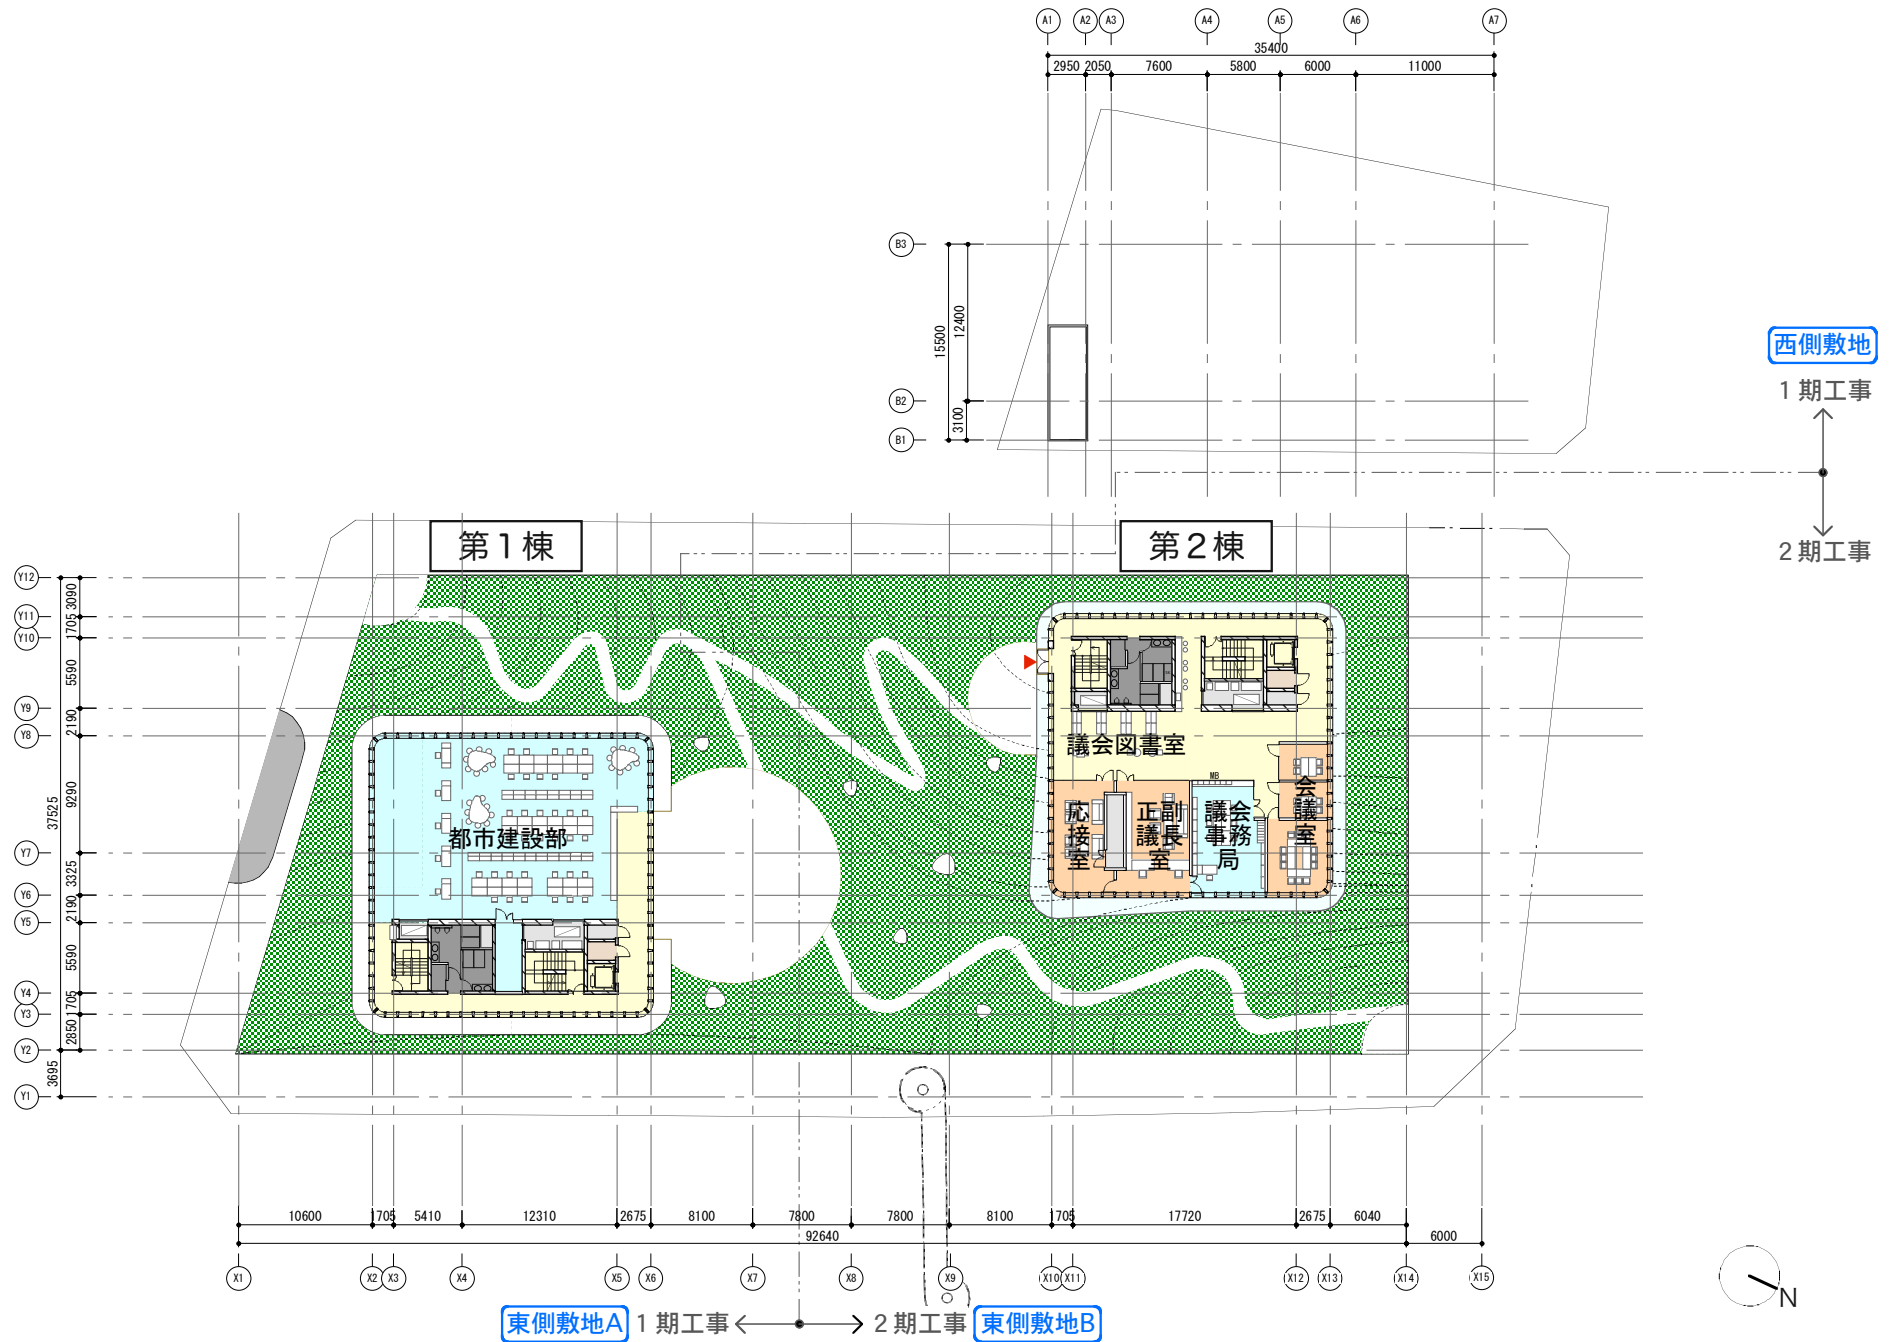 A1 A2 A3 A4 A5 A6 A7
35400
2950 2050 7600 5800 6000 11000
B3
12400
15500
B2
3100
B1
西側敷地
1期工事
2期工事
第1棟
第2棟
Y12
3090
Y11
1705
Y10
5590
Y9
2190
Y8
9290
37525
Y7
3325
Y6
2190
Y5
5590
Y4
1705
Y3
2850
Y2
3695
Y1
議会図書室
MB
都市建設部
応接室
正副議長室
議会事務局
会議室
10600 1705 5410 12310 2675 8100 7800 7800 8100 1705 17720 2675 6040
92640 6000
X1 X2 X3 X4 X5 X6 X7 X8 X9 X10 X11 X12 X13 X14 X15
N
東側敷地A 1期工事 2期工事 東側敷地B